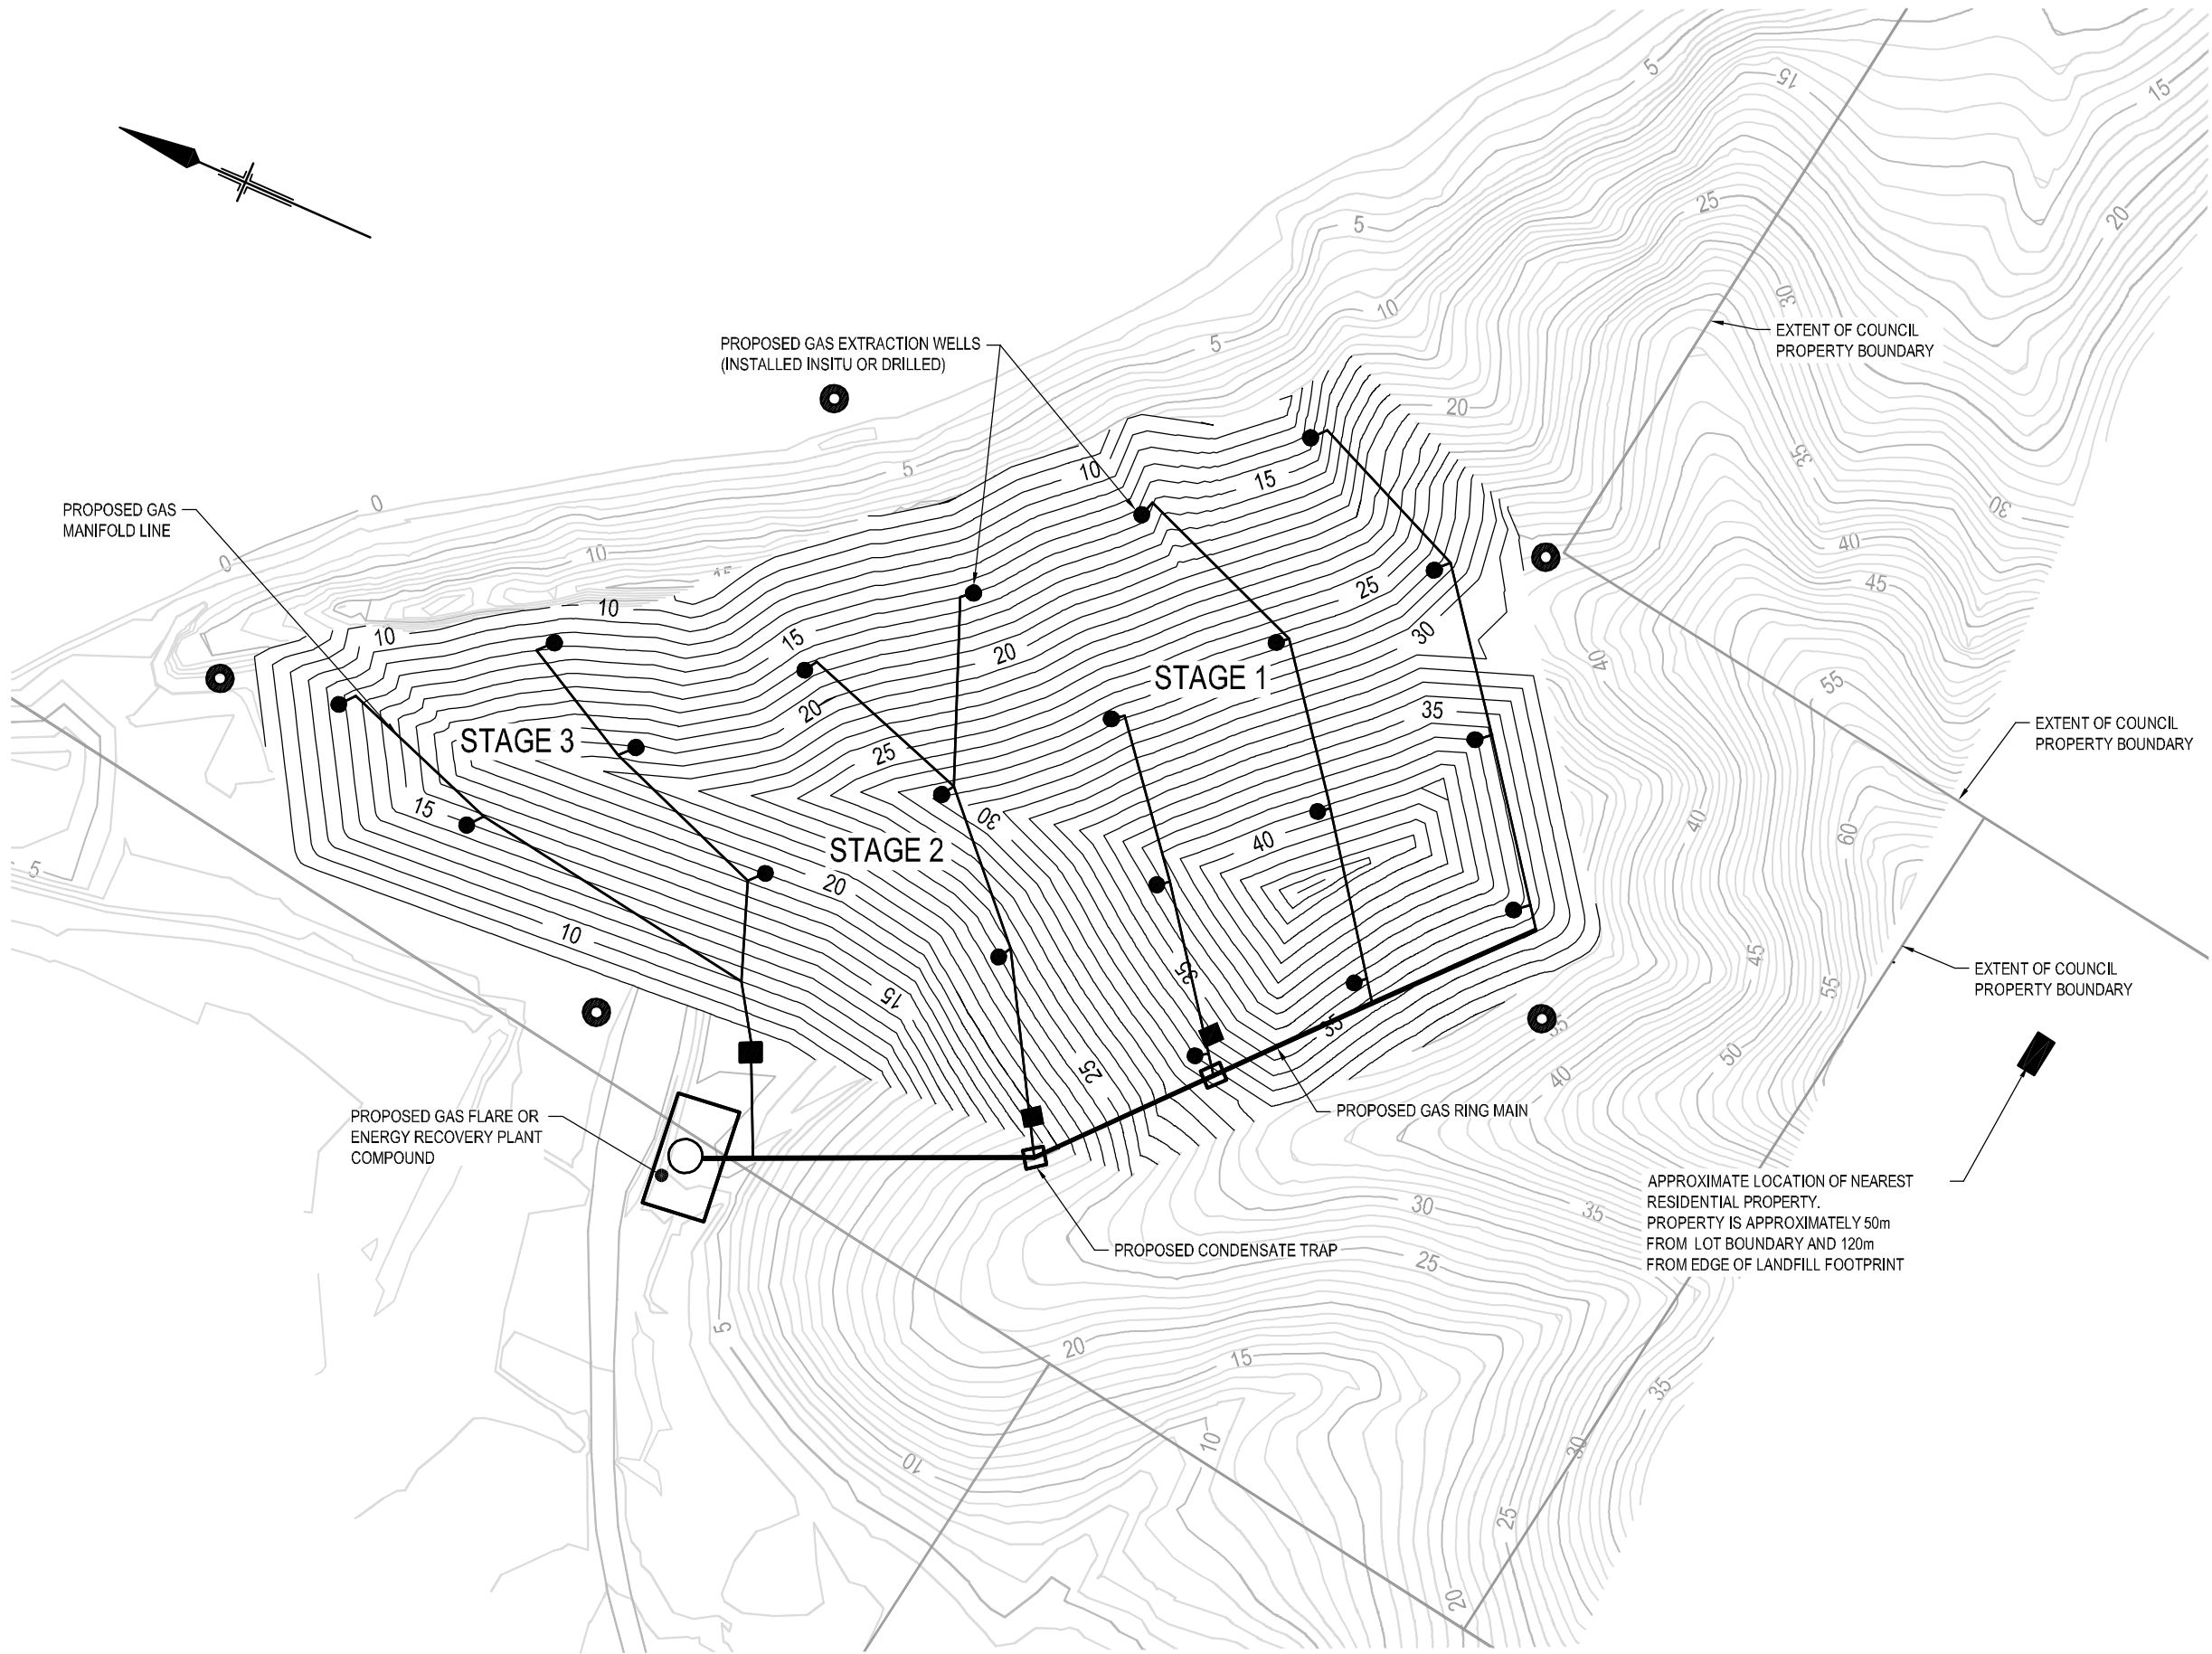 5
15
15
25
20
5
30
10
5
EXTENT OF COUNCIL
PROPERTY BOUNDARY
PROPOSED GAS EXTRACTION WELLS
(INSTALLED INSITU OR DRILLED)
20
35
5
10
15
0
30
PROPOSED GAS
MANIFOLD LINE
40
0
10
15
45
25
10
10
30
15
20
40
STAGE 1
55
20
35
STAGE 3
25
EXTENT OF COUNCIL
PROPERTY BOUNDARY
15
30
40
60
40
STAGE 2
5
20
10
45
EXTENT OF COUNCIL
PROPERTY BOUNDARY
35
55
15
35
35
50
25
40
PROPOSED GAS FLARE OR
ENERGY RECOVERY PLANT
COMPOUND
PROPOSED GAS RING MAIN
APPROXIMATE LOCATION OF NEAREST
RESIDENTIAL PROPERTY.
PROPERTY IS APPROXIMATELY 50m
FROM LOT BOUNDARY AND 120m
FROM EDGE OF LANDFILL FOOTPRINT
30
35
PROPOSED CONDENSATE TRAP
25
5
20
15
35
10
30
10
25
20